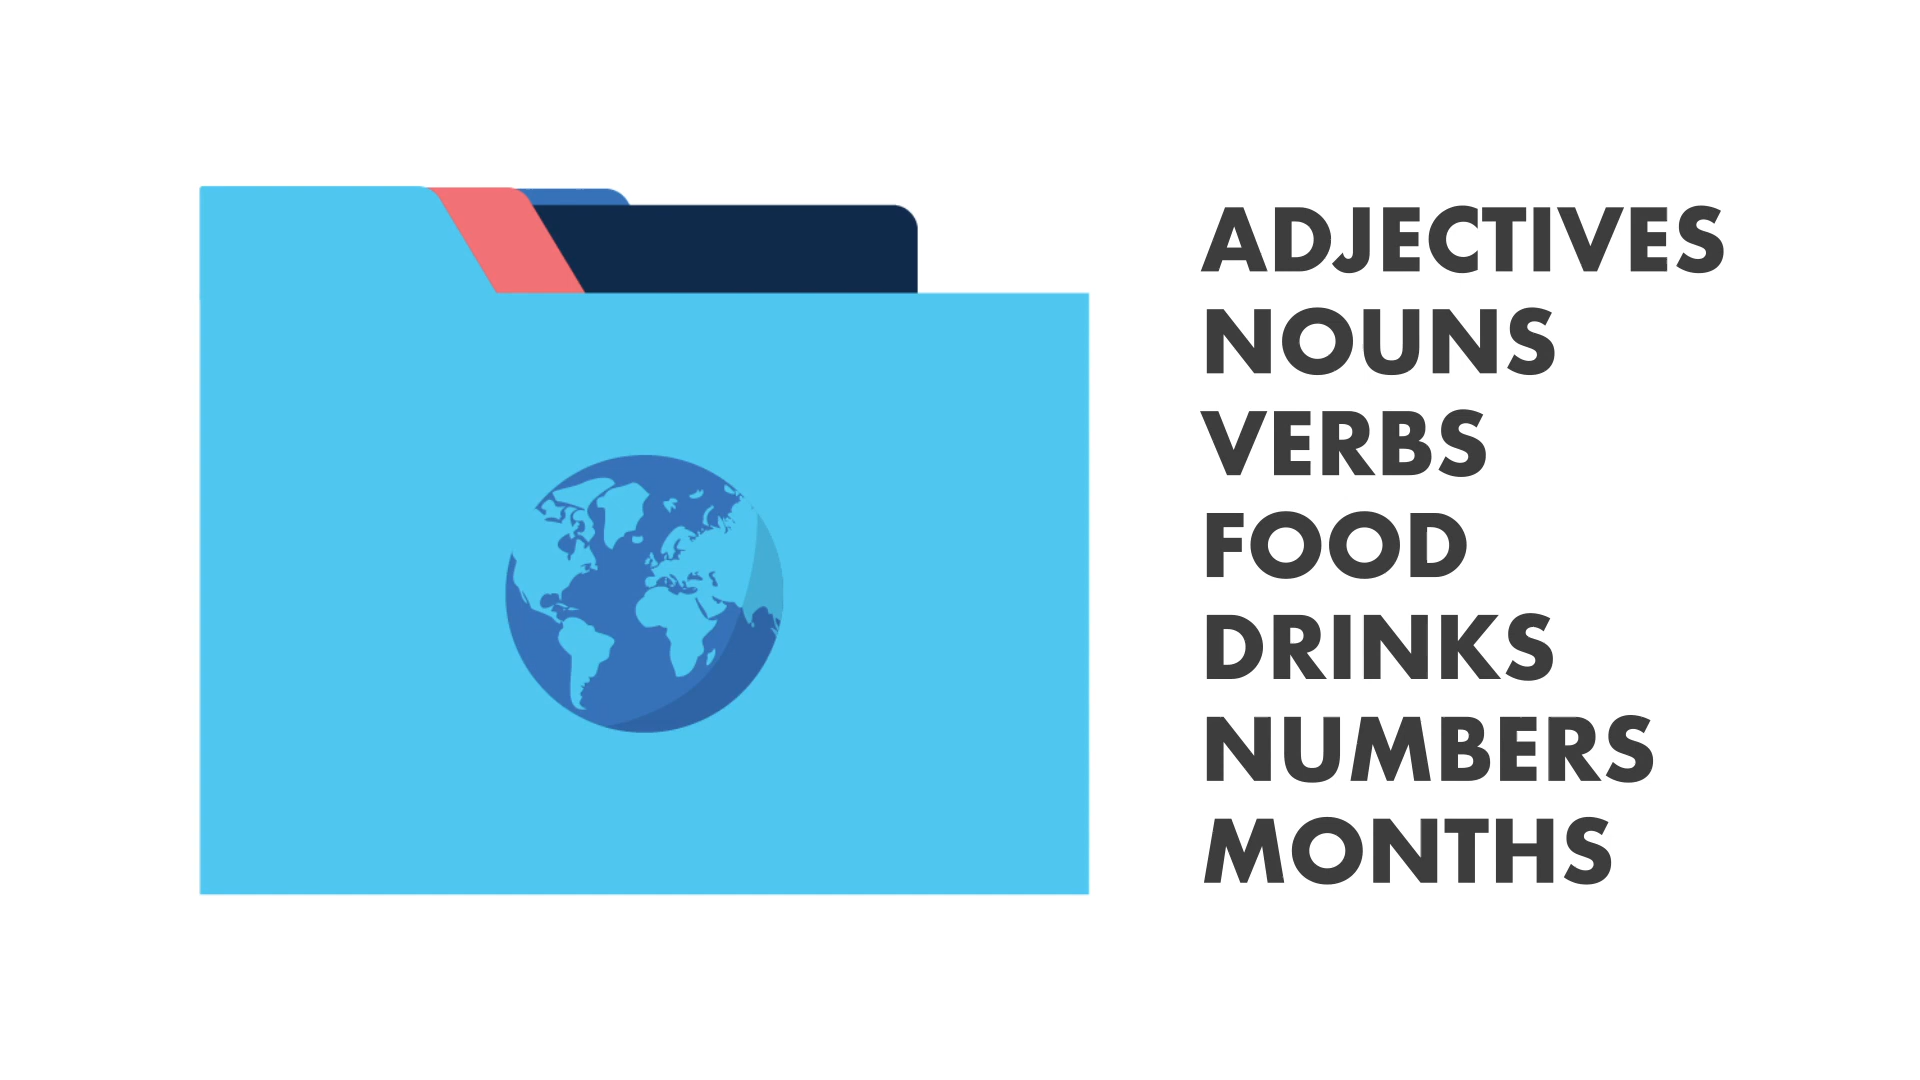 ADJECTIVES
NOUNS
VERBS
FOOD
DRINKS
NUMBERS
MONTHS